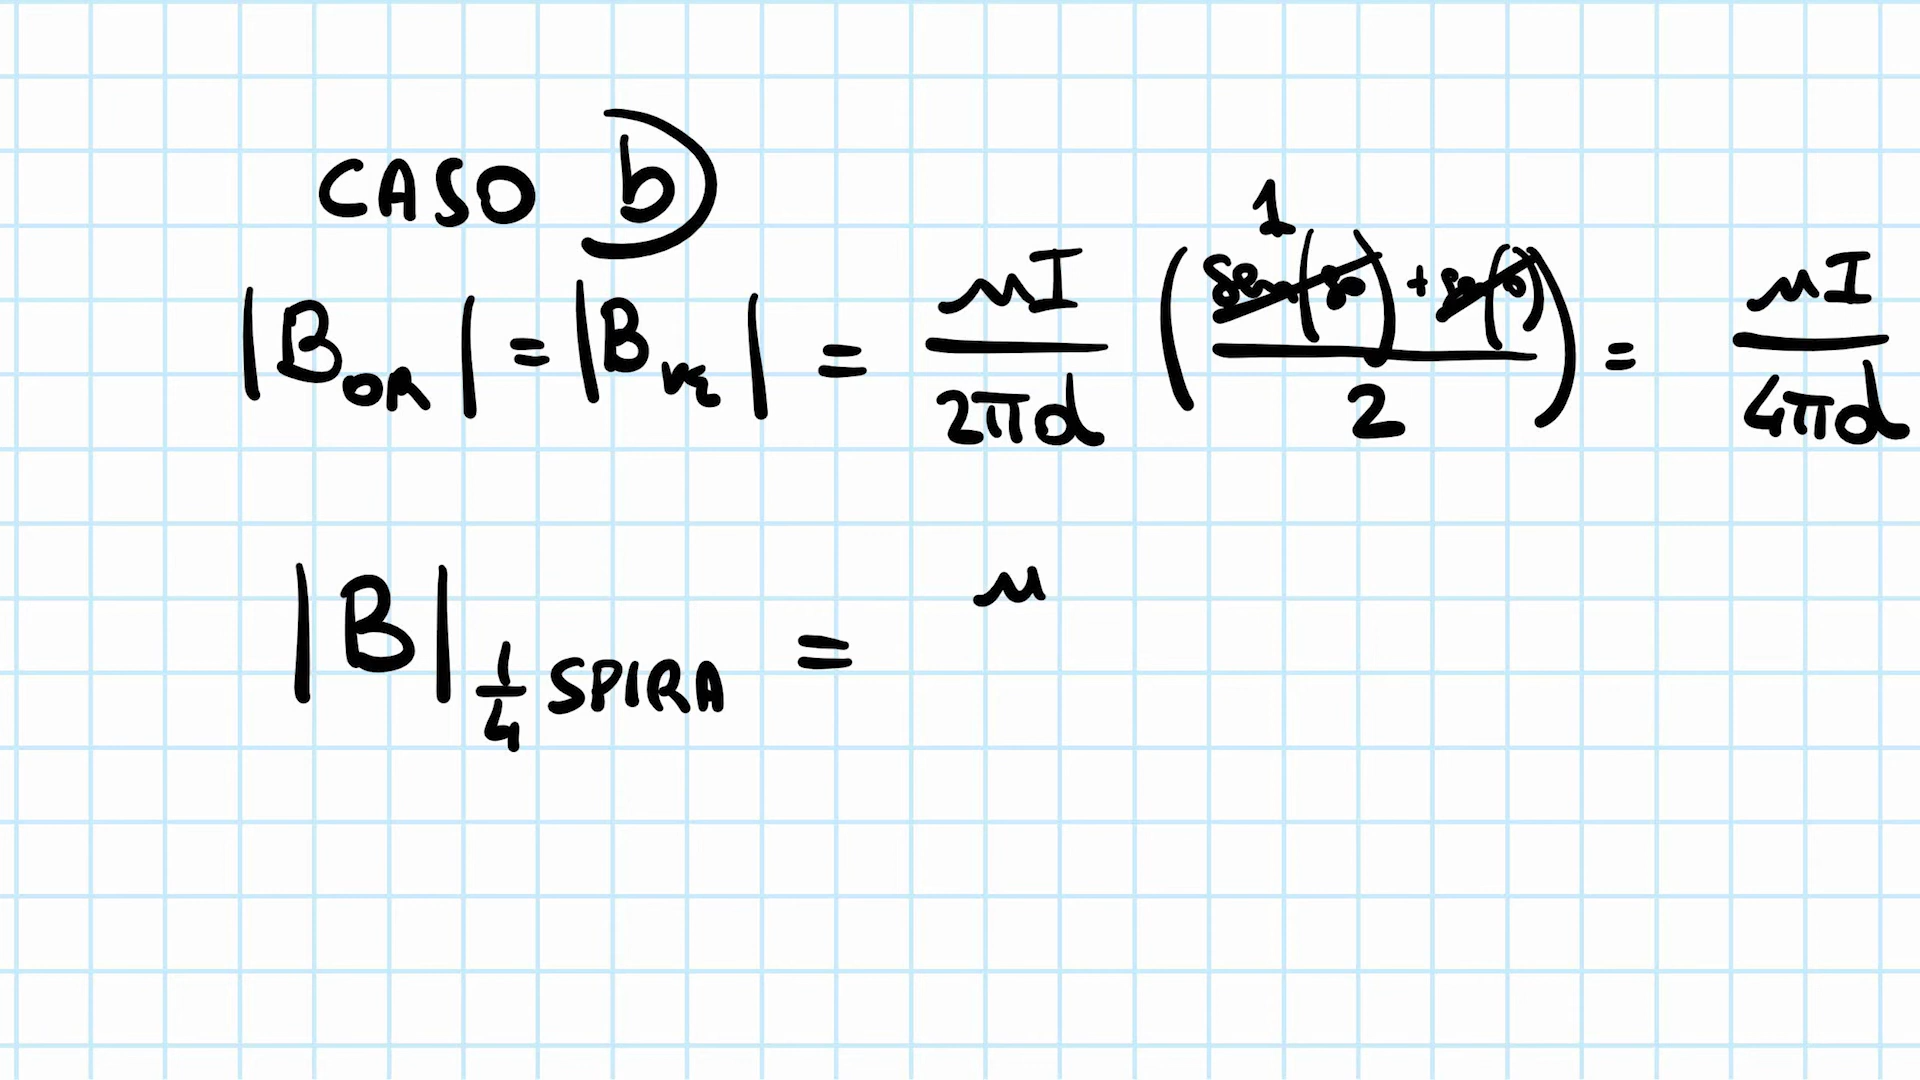 CASO b)
|B_OR| = |B_VE| = μI / 2πd ( 1 sen(90) + sen(0) / 2 ) = μI / 4πd
|B| 1/4 SPIRA = μ